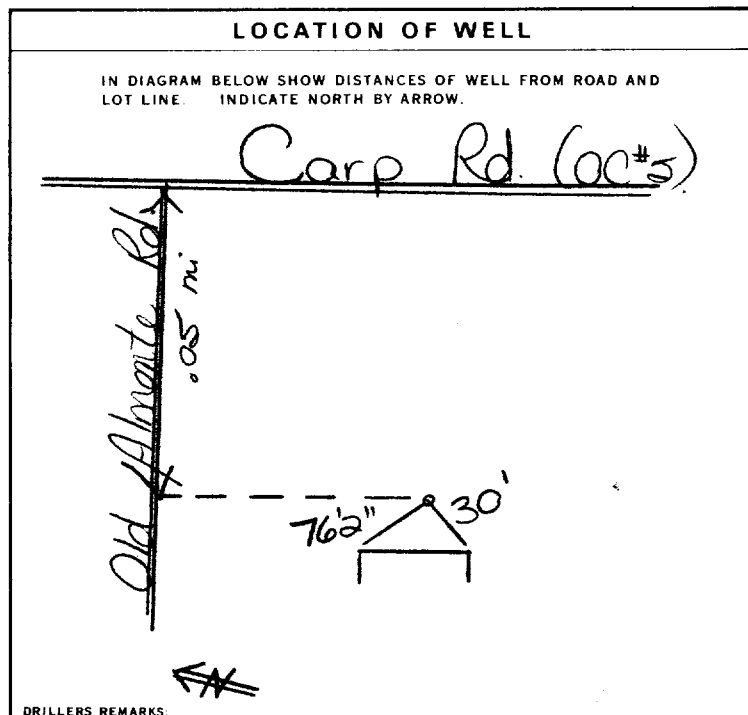 LOCATION OF WELL
IN DIAGRAM BELOW SHOW DISTANCES OF WELL FROM ROAD AND
LOT LINE. INDICATE NORTH BY ARROW.
Carp Rd. (OC#5)
Old Almonte Rd
.05 mi
76'2"
30'
N
DRILLERS REMARKS: